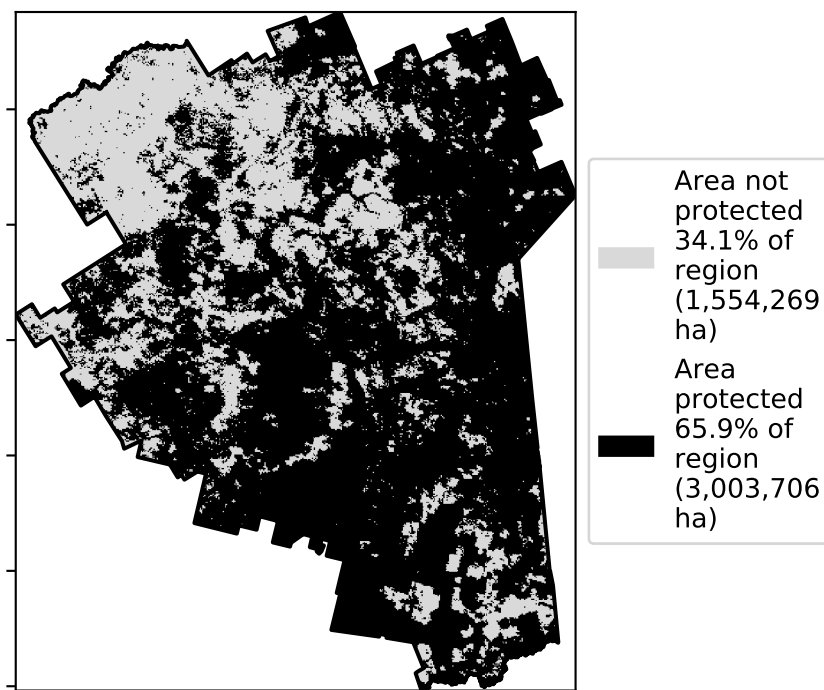 Area not
protected
34.1% of
region
(1,554,269
ha)
Area
protected
65.9% of
region
(3,003,706
ha)